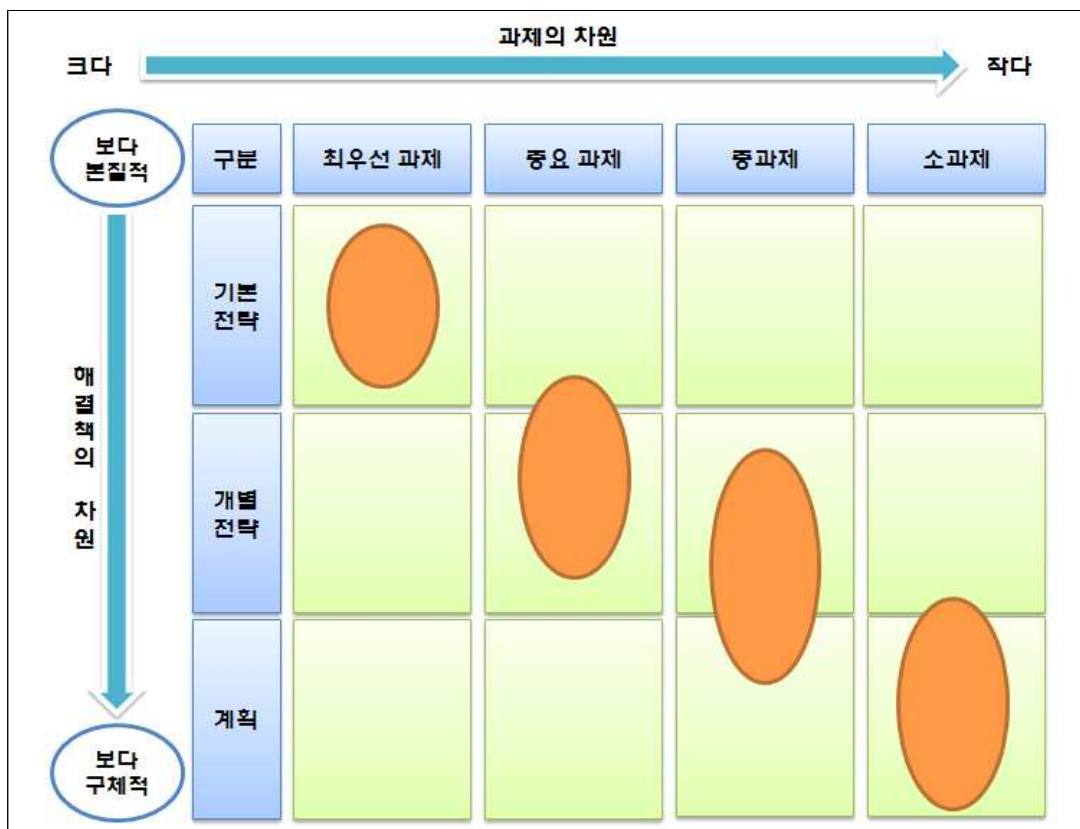 과제의 차원
크다
작다
보다
본질적
구분
최우선 과제
중요 과제
중과제
소과제
기본
전략
해
결
책
의
차
원
개별
전략
계획
보다
구체적